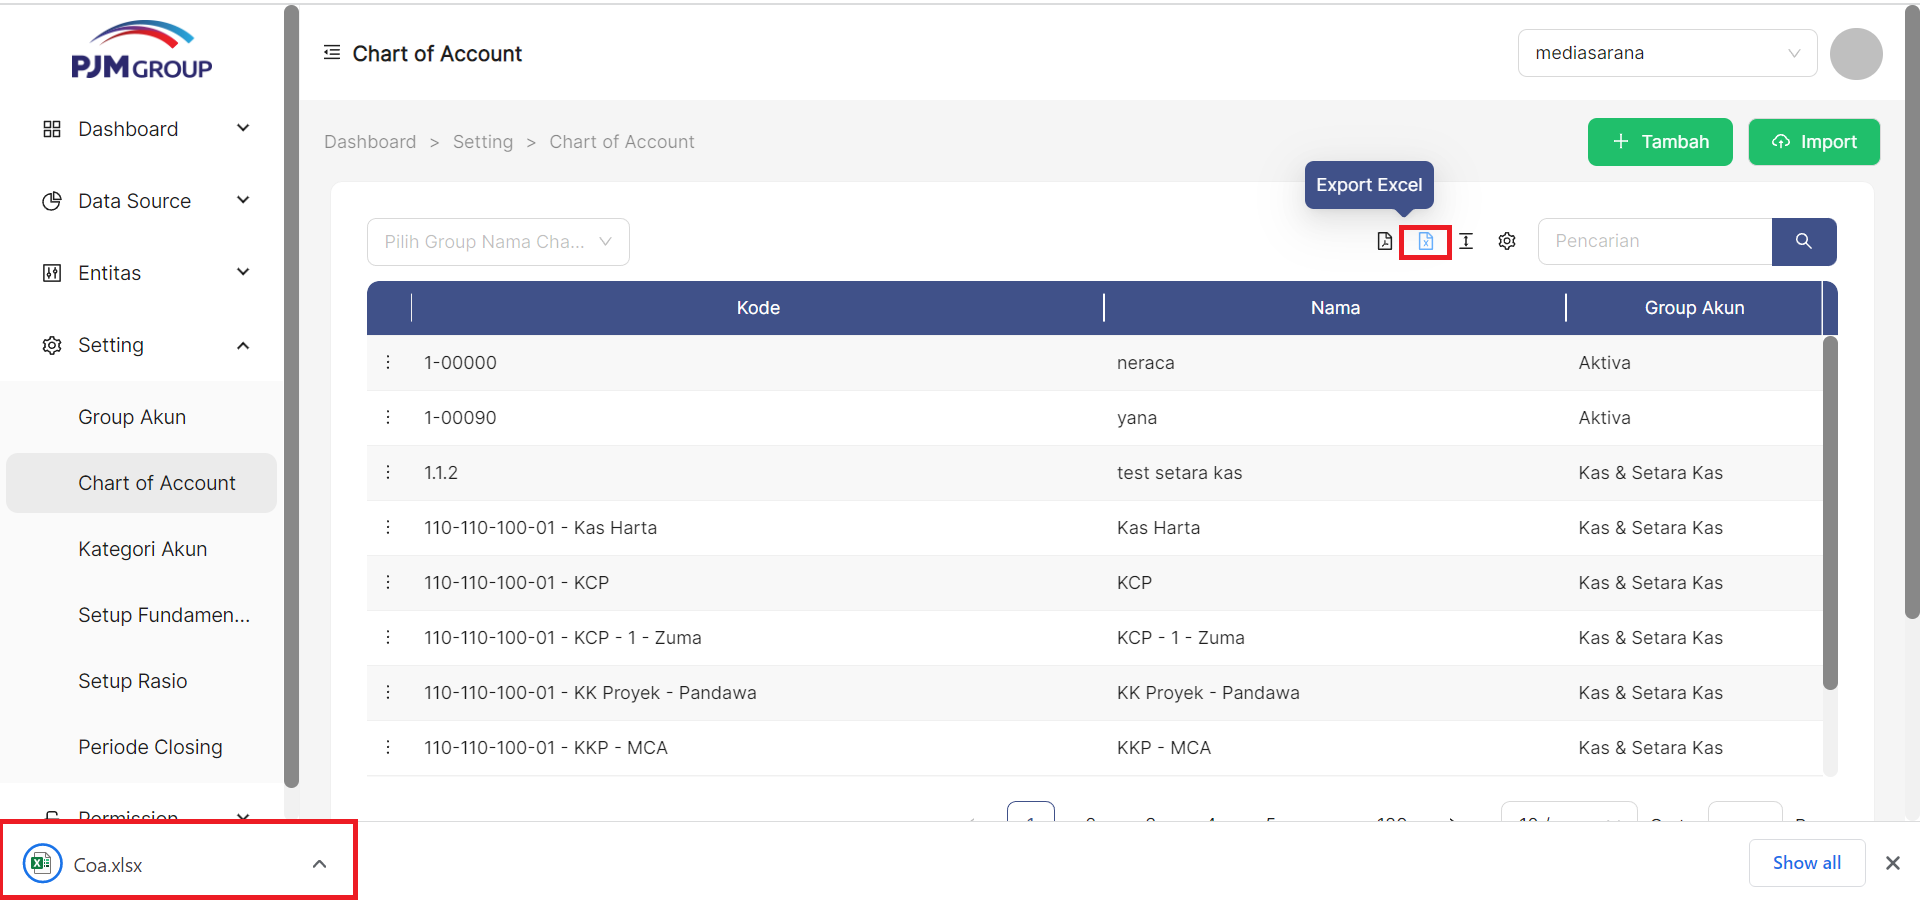 PJM GROUP
Chart of Account
mediasarana
Dashboard
Data Source
Entitas
Setting
Group Akun
Chart of Account
Kategori Akun
Setup Fundamen...
Setup Rasio
Periode Closing
Permission
Dashboard > Setting > Chart of Account
Tambah
Import
Export Excel
Pilih Group Nama Cha...
Pencarian
Kode Nama Group Akun
1-00000 neraca Aktiva
1-00090 yana Aktiva
1.1.2 test setara kas Kas & Setara Kas
110-110-100-01 - Kas Harta Kas Harta Kas & Setara Kas
110-110-100-01 - KCP KCP Kas & Setara Kas
110-110-100-01 - KCP - 1 - Zuma KCP - 1 - Zuma Kas & Setara Kas
110-110-100-01 - KK Proyek - Pandawa KK Proyek - Pandawa Kas & Setara Kas
110-110-100-01 - KKP - MCA KKP - MCA Kas & Setara Kas
Coa.xlsx
Show all